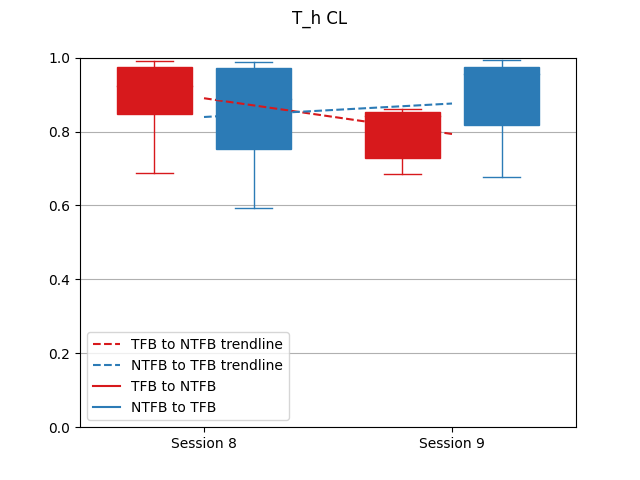 T_h CL
1.0
0.8
0.6
0.4
0.2
0.0
TFB to NTFB trendline
NTFB to TFB trendline
TFB to NTFB
NTFB to TFB
Session 8
Session 9